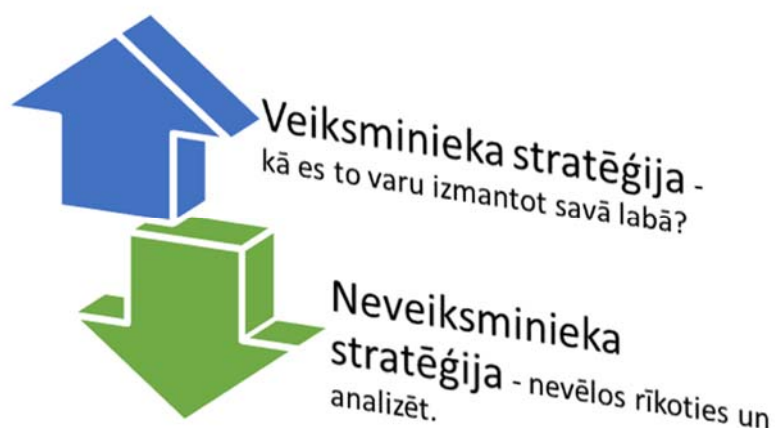 Veiksminieka stratēģija -
kā es to varu izmantot savā labā?
Neveiksminieka
stratēģija - nevēlos rīkoties un
analizēt.